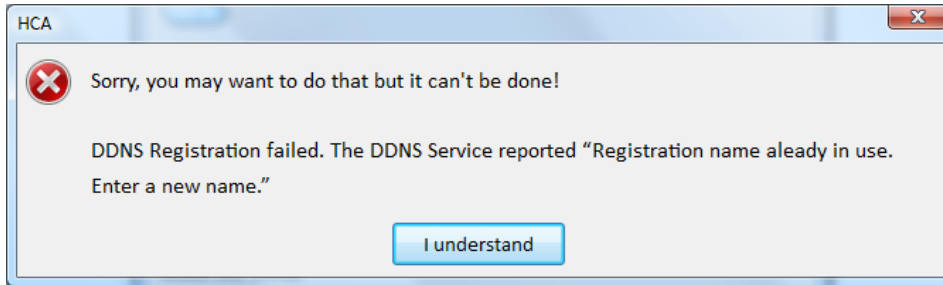 HCA
Sorry, you may want to do that but it can't be done!
DDNS Registration failed. The DDNS Service reported “Registration name aleady in use.
Enter a new name.”
I understand